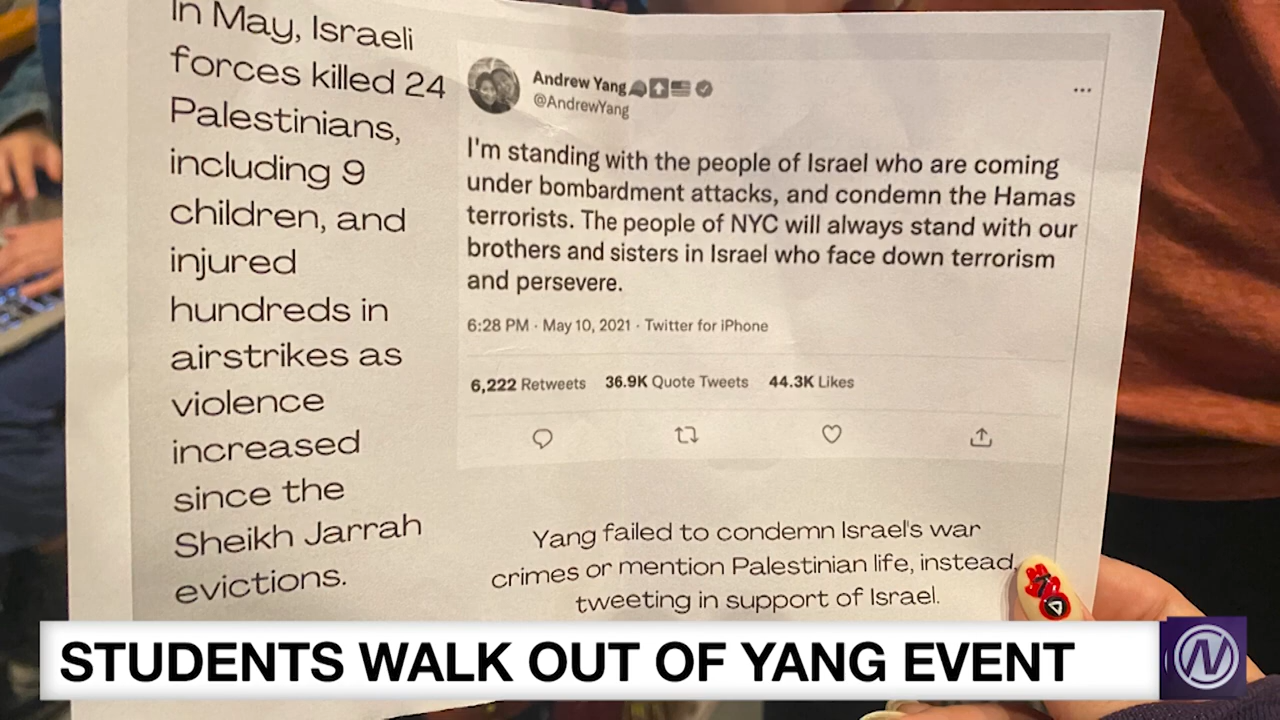 In May, Israeli
forces killed 24
Palestinians,
including 9
children, and
injured
hundreds in
airstrikes as
violence
increased
since the
Sheikh Jarrah
evictions.
Andrew Yang
@AndrewYang
I'm standing with the people of Israel who are coming
under bombardment attacks, and condemn the Hamas
terrorists. The people of NYC will always stand with our
brothers and sisters in Israel who face down terrorism
and persevere.
6:28 PM · May 10, 2021 · Twitter for iPhone
6,222 Retweets 36.9K Quote Tweets 44.3K Likes
Yang failed to condemn Israel's war
crimes or mention Palestinian life, instead,
tweeting in support of Israel.
STUDENTS WALK OUT OF YANG EVENT
N